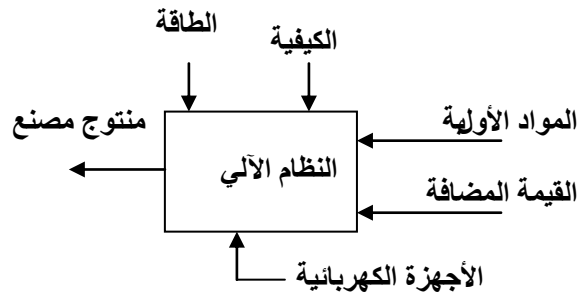 الطاقة
الكيفية
منتوج مصنع
المواد الأولية
النظام الآلي
القيمة المضافة
الأجهزة الكهربائية